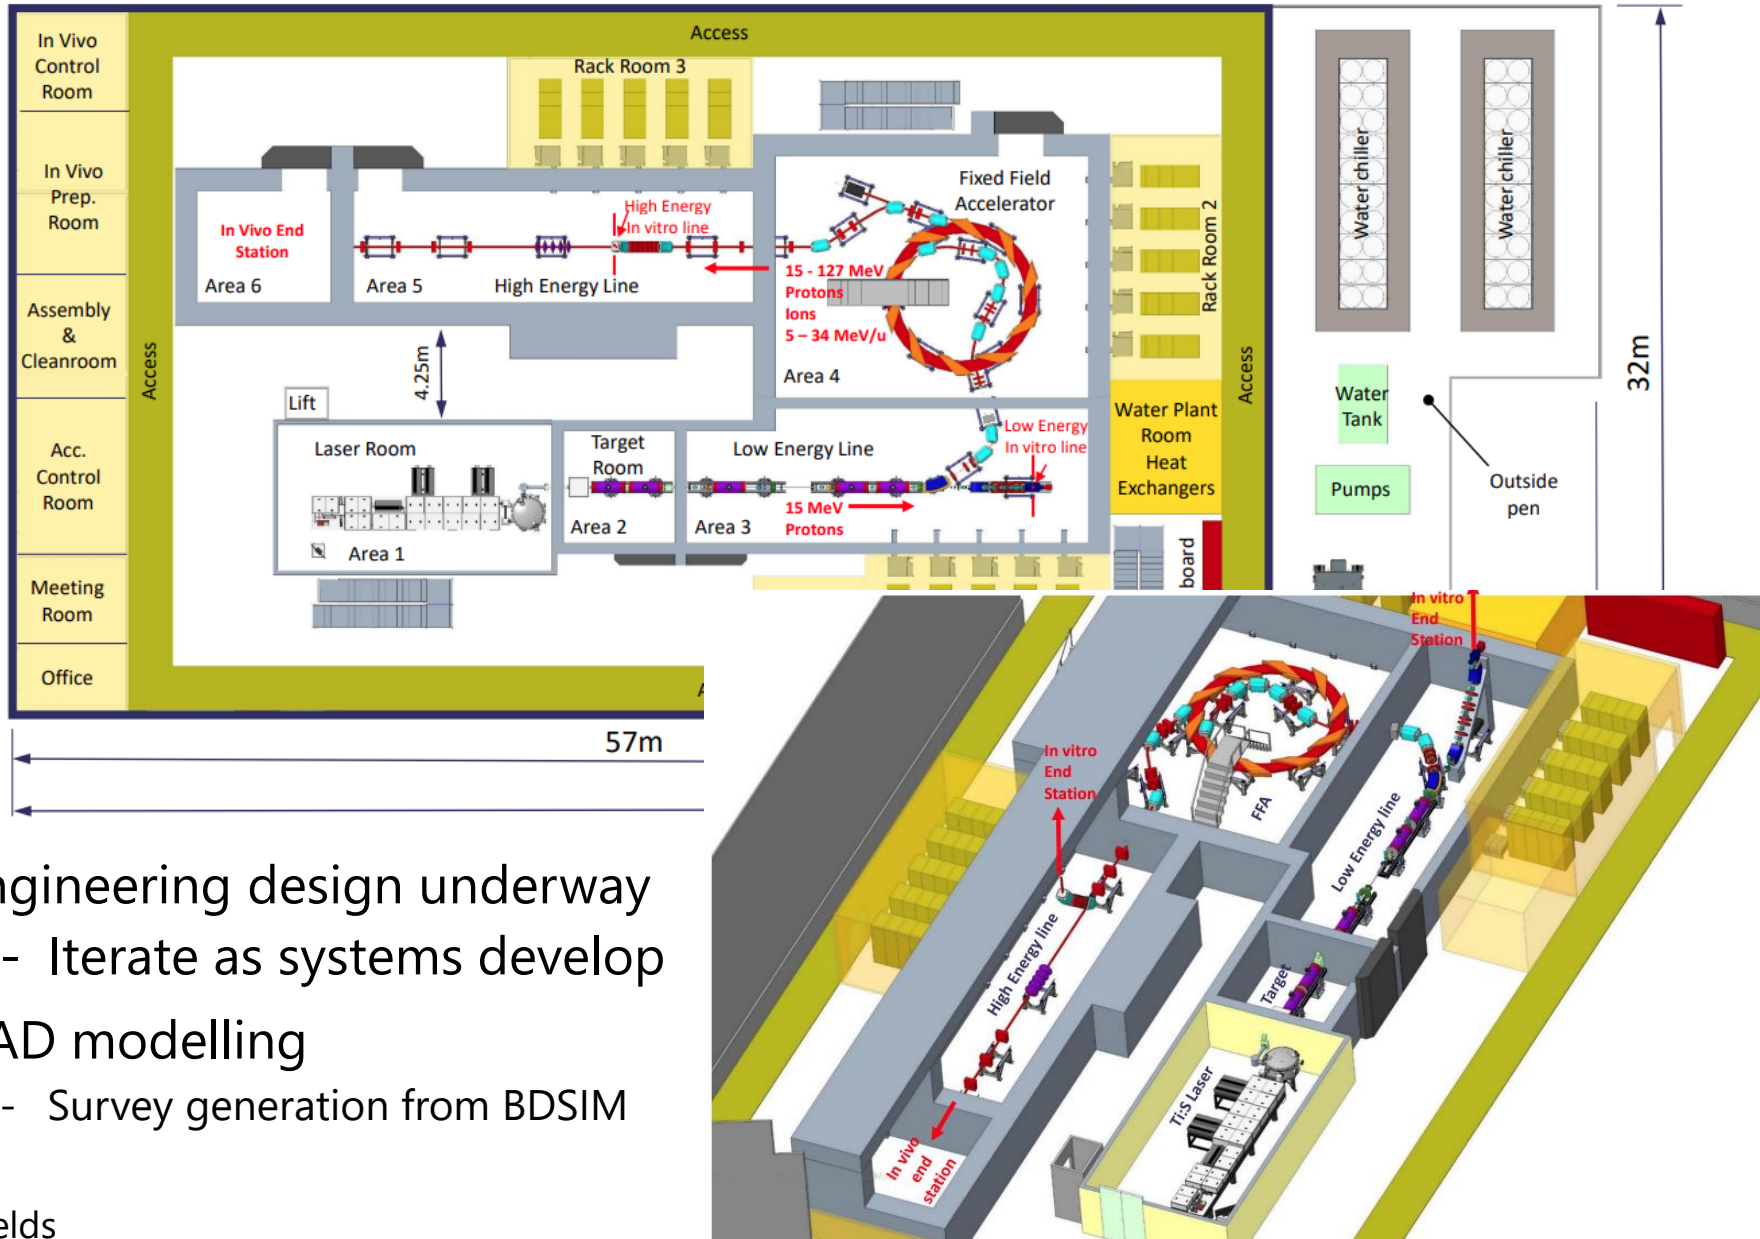 Access
In Vivo
Control
Room
In Vivo
Prep.
Room
Assembly
&
Cleanroom
Acc.
Control
Room
Meeting
Room
Office
Access
Rack Room 3
In Vivo End
Station
Area 6
Area 5
High Energy Line
High Energy
In vitro line
Fixed Field
Accelerator
15 - 127 MeV
Protons
Ions
5 – 34 MeV/u
Area 4
Rack Room 2
Access
4.25m
Lift
Laser Room
Area 1
Target
Room
Area 2
Low Energy Line
Area 3
15 MeV
Protons
Low Energy
In vitro line
Water Plant
Room
Heat
Exchangers
board
Water chiller
Water chiller
Water
Tank
Pumps
Outside
pen
32m
57m
In vitro
End
Station
In vitro
End
Station
FFA
Low Energy line
High Energy line
Target
Ti:S Laser
In vivo
end
station
ngineering design underway
- Iterate as systems develop
AD modelling
- Survey generation from BDSIM
elds